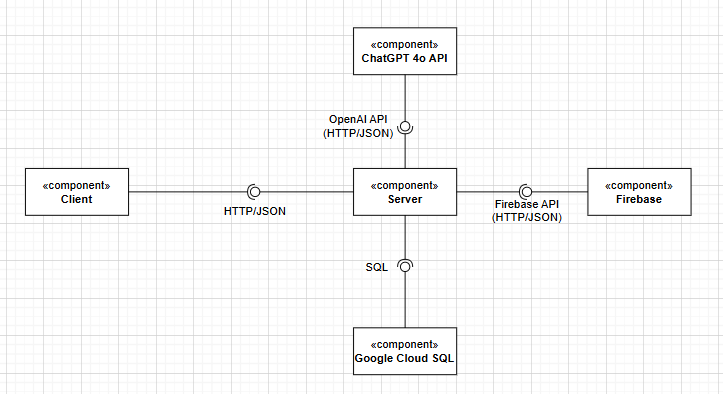 «component»
ChatGPT 4o API
OpenAI API
(HTTP/JSON)
«component»
Client
HTTP/JSON
«component»
Server
Firebase API
(HTTP/JSON)
«component»
Firebase
SQL
«component»
Google Cloud SQL